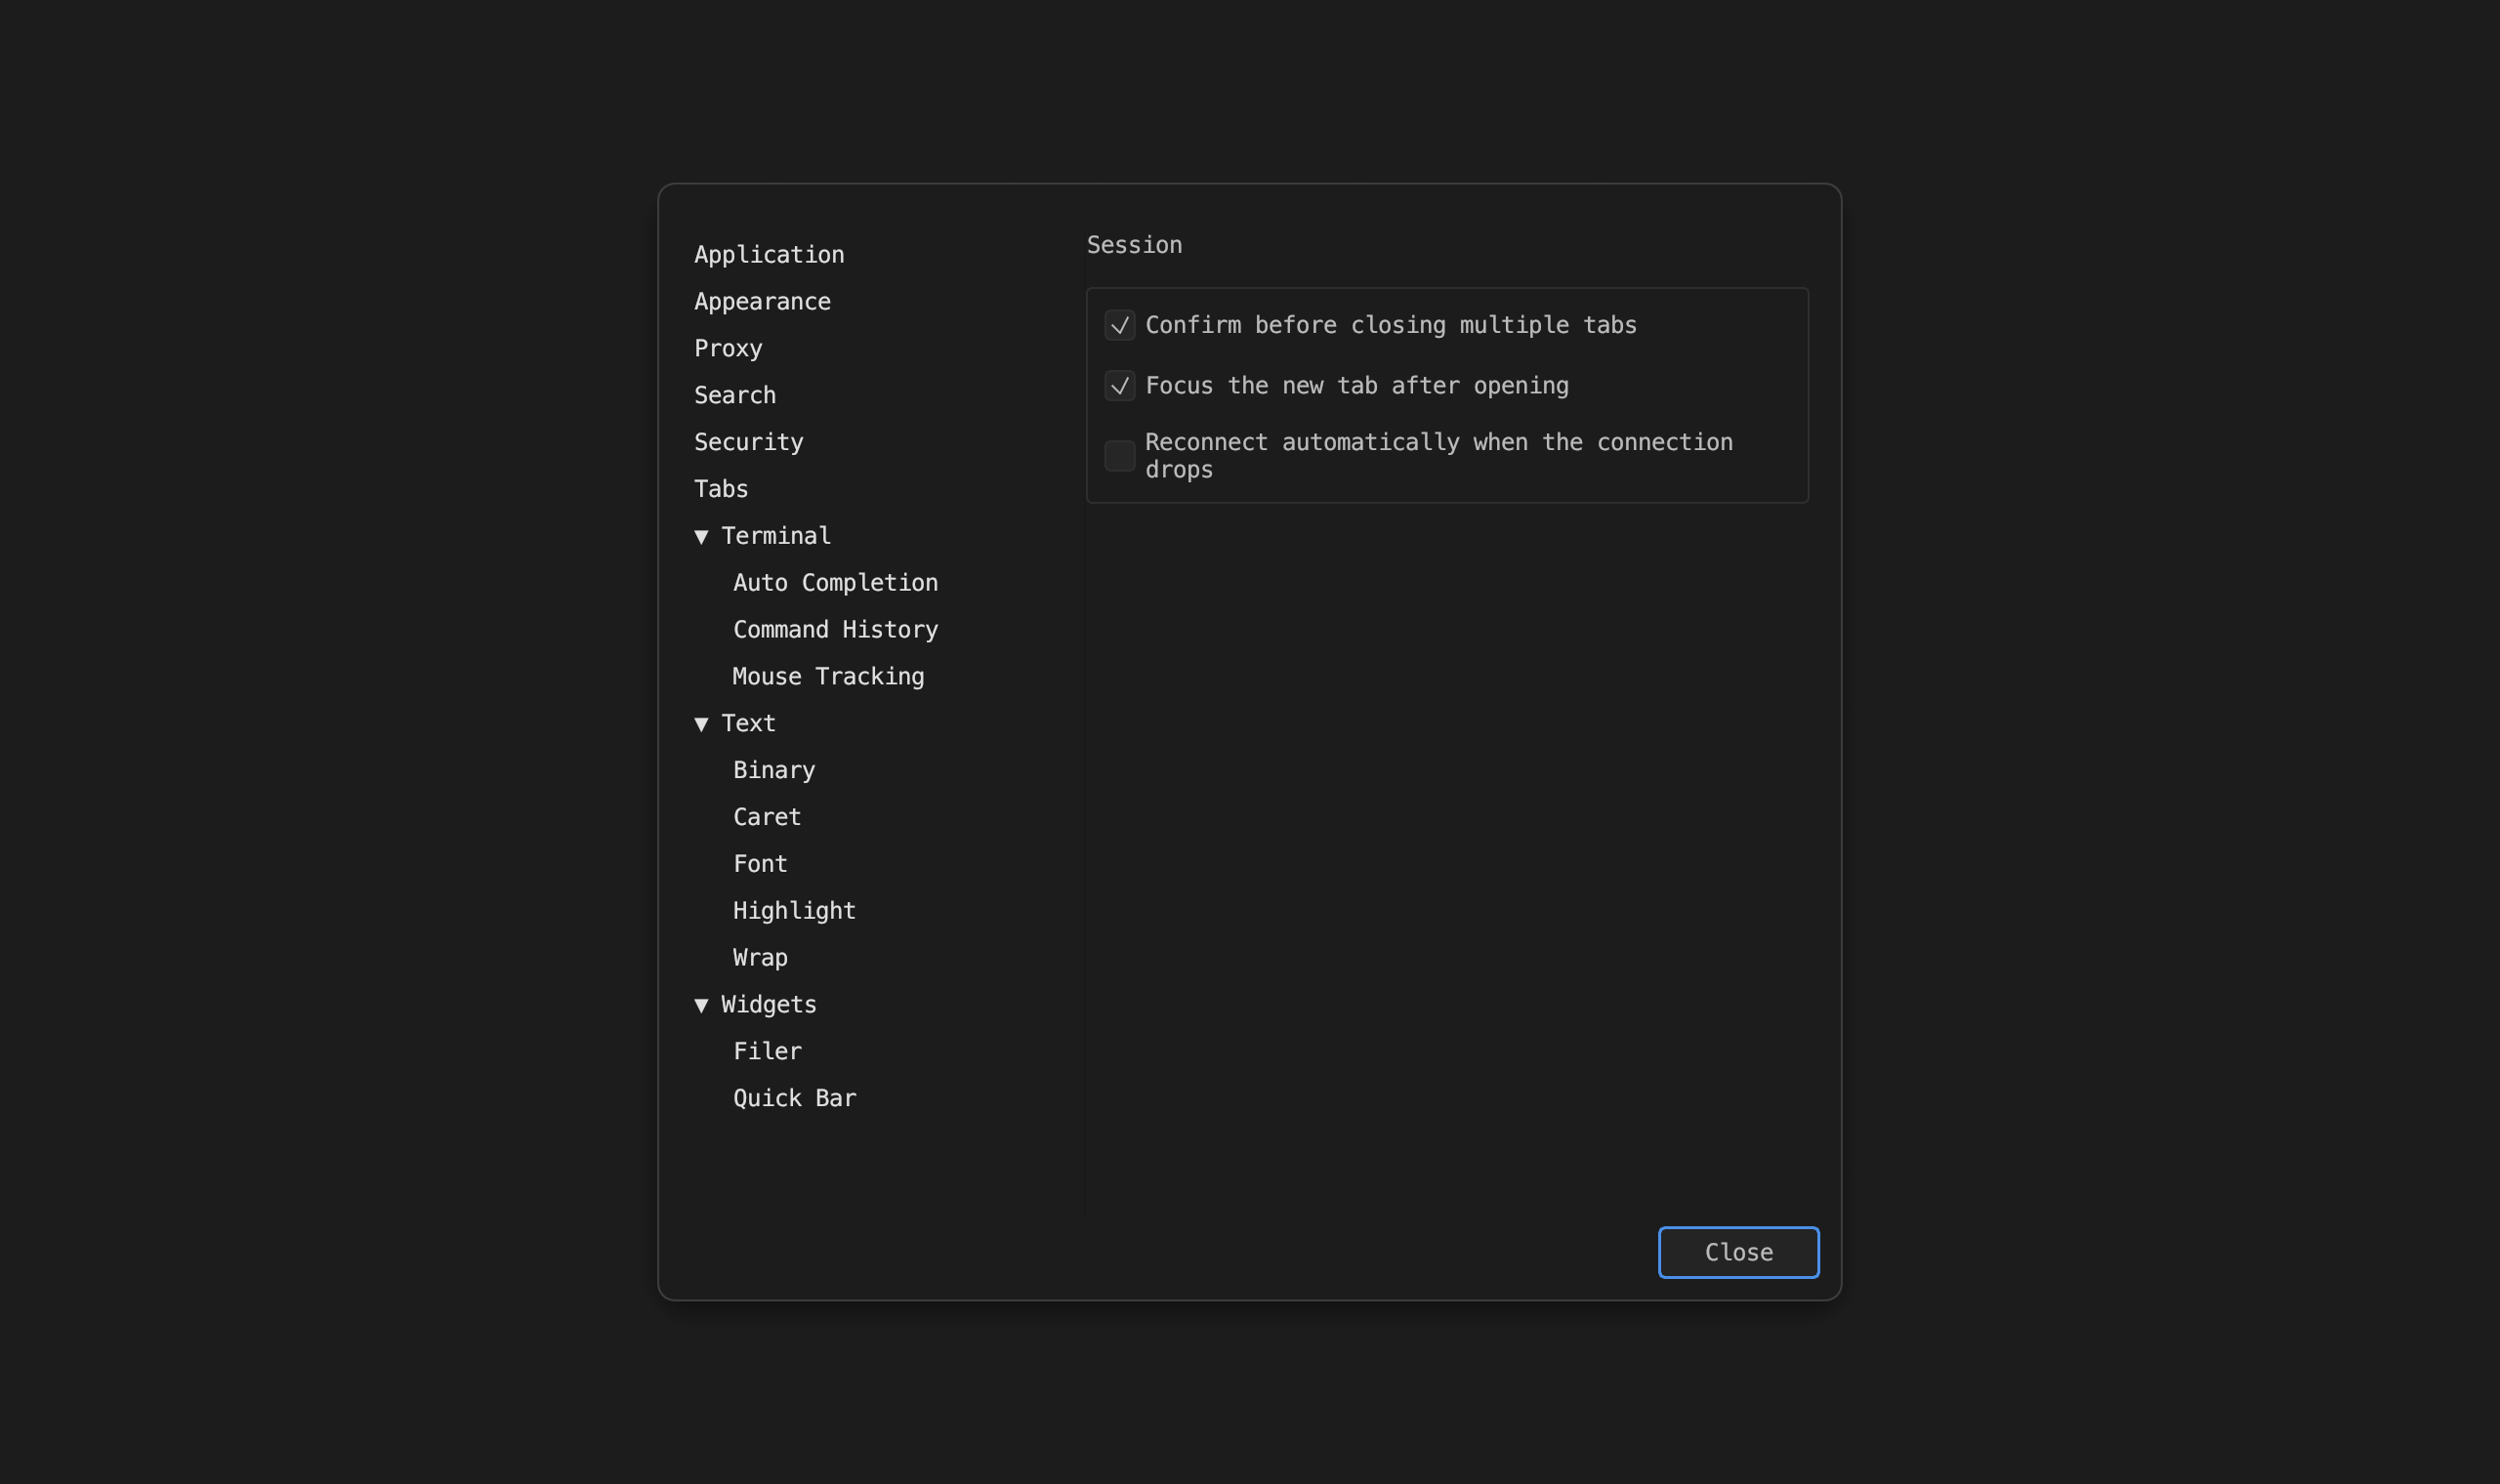 Application
Appearance
Proxy
Search
Security
Tabs
▼ Terminal
Auto Completion
Command History
Mouse Tracking
▼ Text
Binary
Caret
Font
Highlight
Wrap
▼ Widgets
Filer
Quick Bar
Session
Confirm before closing multiple tabs
Focus the new tab after opening
Reconnect automatically when the connection
drops
Close